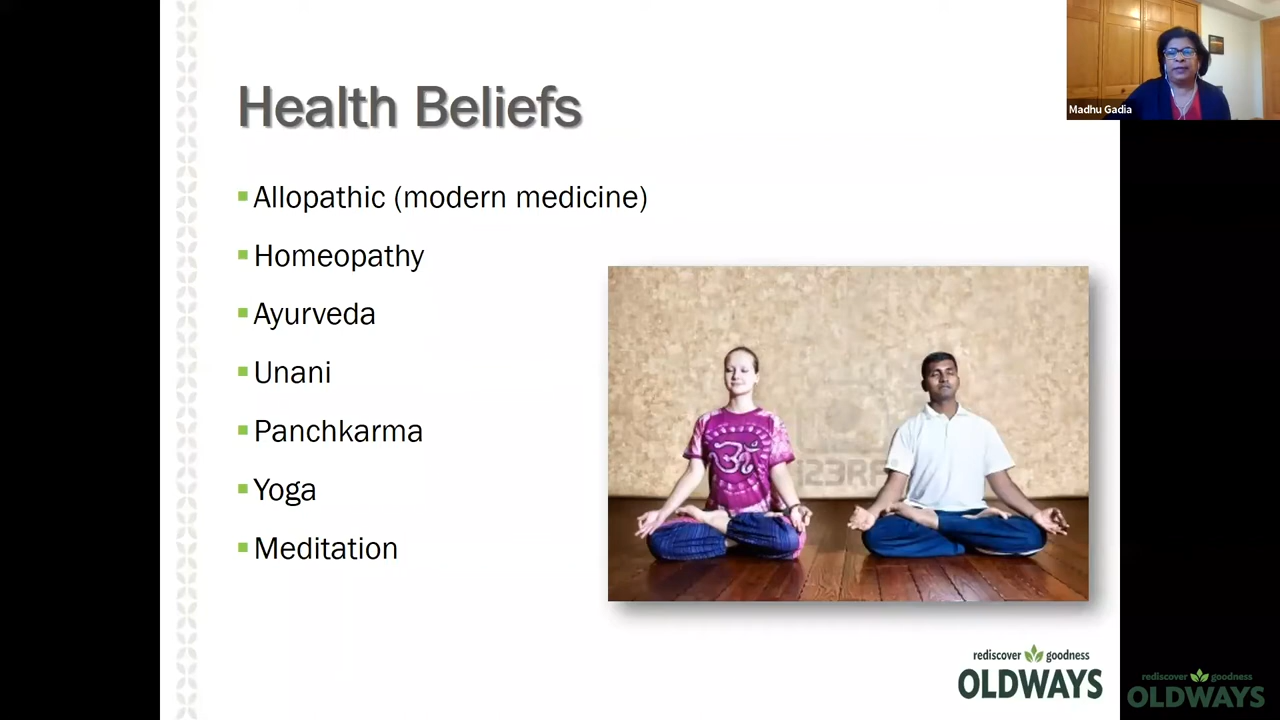 Health Beliefs
Allopathic (modern medicine)
Homeopathy
Ayurveda
Unani
Panchkarma
Yoga
Meditation
123RF
rediscover goodness
OLDWAYS
Madhu Gadia
rediscover goodness
OLDWAYS